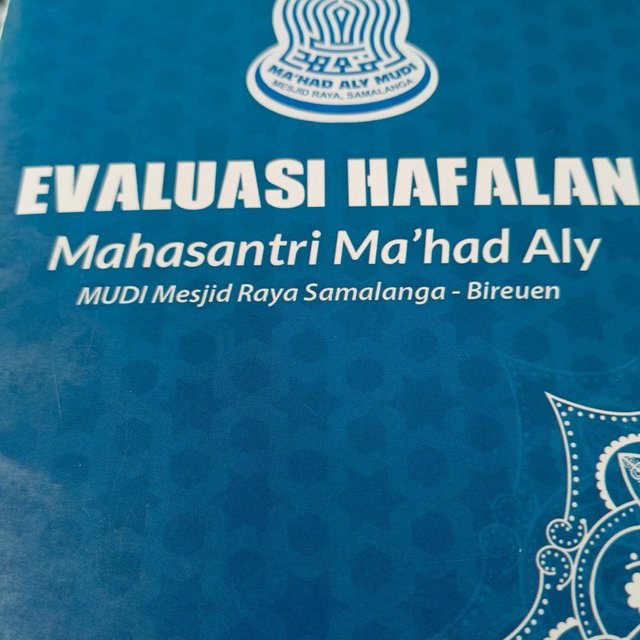 MA'HAD ALY MUDI
MESJID RAYA, SAMALANGA
EVALUASI HAFALAN
Mahasantri Ma'had Aly
MUDI Mesjid Raya Samalanga - Bireuen